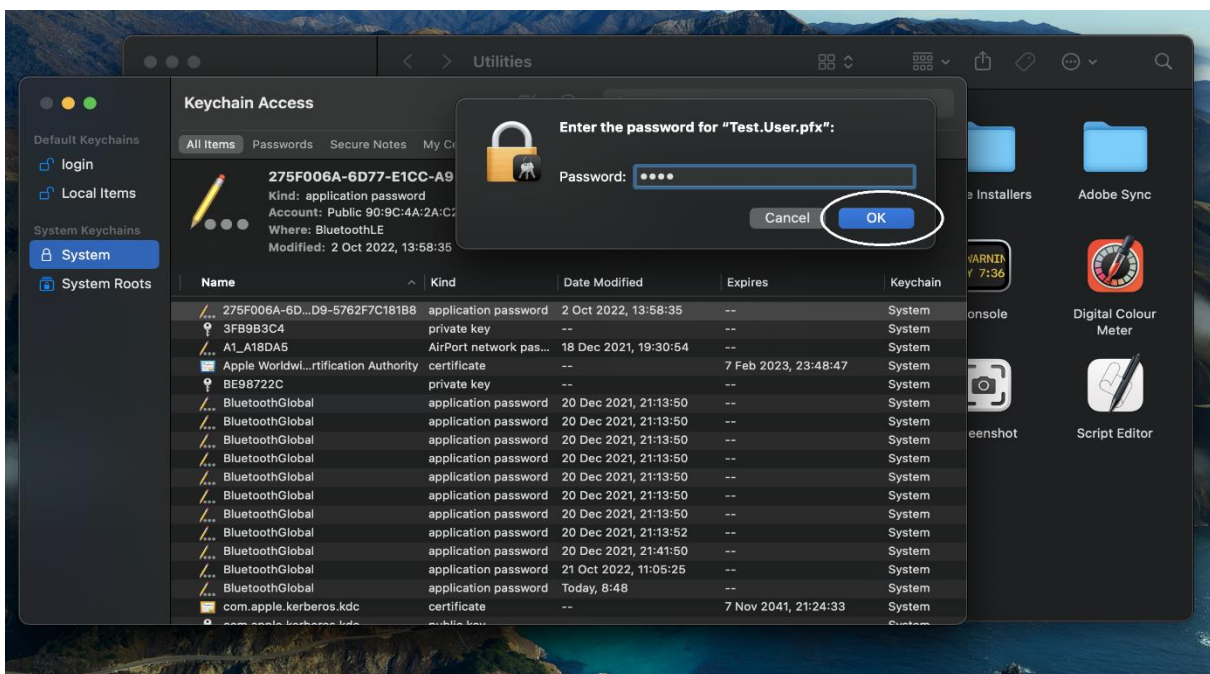 Utilities
Keychain Access
Default Keychains
login
Local Items
System Keychains
System
System Roots
All Items Passwords Secure Notes
275F006A-6D77-E1CC-A9
Kind: application password
Account: Public 90:9C:4A:2A:C2
Where: BluetoothLE
Modified: 2 Oct 2022, 13:58:35
Enter the password for “Test.User.pfx”:
Password:
Cancel OK
Name Kind Date Modified Expires Keychain
275F006A-6D...D9-5762F7C181B8 application password 2 Oct 2022, 13:58:35 -- System
3FB9B3C4 private key -- -- System
A1_A18DA5 AirPort network pas... 18 Dec 2021, 19:30:54 -- System
Apple Worldwi...rtification Authority certificate -- 7 Feb 2023, 23:48:47 System
BE98722C private key -- -- System
BluetoothGlobal application password 20 Dec 2021, 21:13:50 -- System
BluetoothGlobal application password 20 Dec 2021, 21:13:50 -- System
BluetoothGlobal application password 20 Dec 2021, 21:13:50 -- System
BluetoothGlobal application password 20 Dec 2021, 21:13:50 -- System
BluetoothGlobal application password 20 Dec 2021, 21:13:50 -- System
BluetoothGlobal application password 20 Dec 2021, 21:13:50 -- System
BluetoothGlobal application password 20 Dec 2021, 21:13:50 -- System
BluetoothGlobal application password 20 Dec 2021, 21:13:52 -- System
BluetoothGlobal application password 20 Dec 2021, 21:41:50 -- System
BluetoothGlobal application password 21 Oct 2022, 11:05:25 -- System
BluetoothGlobal application password Today, 8:48 -- System
com.apple.kerberos.kdc certificate -- 7 Nov 2041, 21:24:33 System
e Installers
Adobe Sync
WARNIN
Y 7:36
onsole
Digital Colour
Meter
eenshot
Script Editor